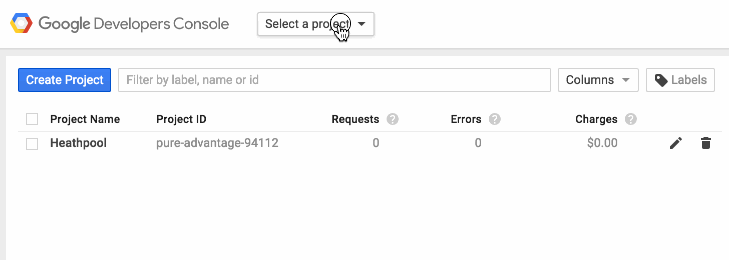 Google Developers Console Select a project
Create Project Filter by label, name or id Columns Labels
Project Name Project ID Requests ? Errors ? Charges ?
Heathpool pure-advantage-94112 0 0 $0.00